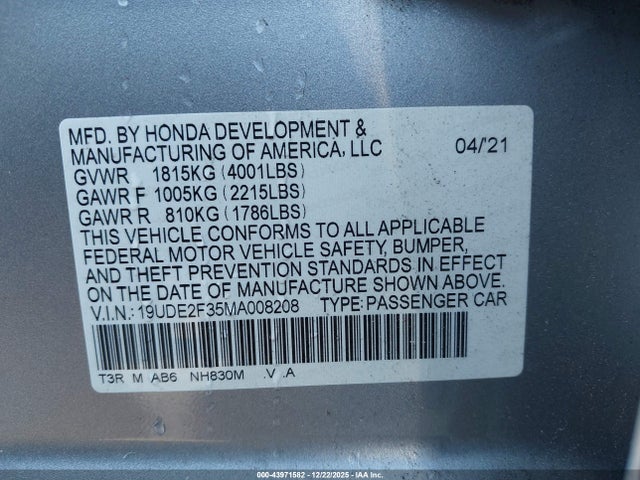 MFD. BY HONDA DEVELOPMENT &
MANUFACTURING OF AMERICA, LLC 04/'21
GVWR 1815KG (4001LBS)
GAWR F 1005KG (2215LBS)
GAWR R 810KG (1786LBS)
THIS VEHICLE CONFORMS TO ALL APPLICABLE
FEDERAL MOTOR VEHICLE SAFETY, BUMPER,
AND THEFT PREVENTION STANDARDS IN EFFECT
ON THE DATE OF MANUFACTURE SHOWN ABOVE.
V.I.N.: 19UDE2F35MA008208 TYPE: PASSENGER CAR
T3R M AB6 NH830M .V .A
000-43971582 - 12/22/2025 - IAA Inc.